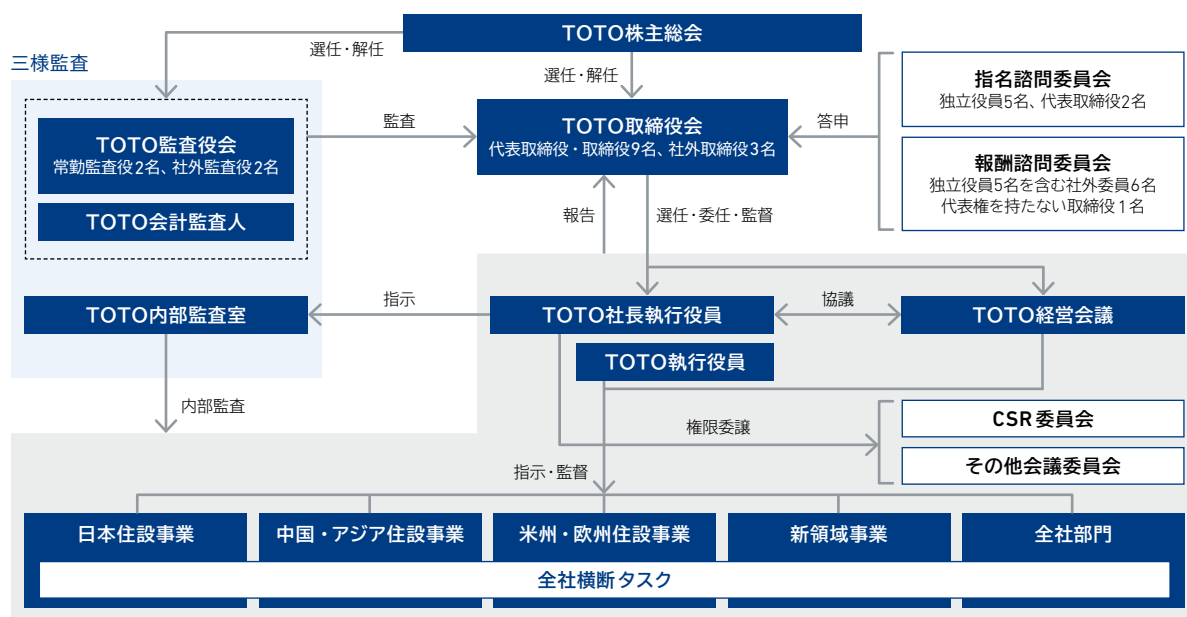 TOTO株主総会
選任・解任
三様監査
選任・解任
指名諮問委員会
独立役員5名、代表取締役2名
TOTO監査役会
常勤監査役2名、社外監査役2名
TOTO会計監査人
監査
TOTO取締役会
代表取締役・取締役9名、社外取締役3名
答申
報酬諮問委員会
独立役員5名を含む社外委員6名
代表権を持たない取締役1名
報告
選任・委任・監督
TOTO内部監査室
指示
TOTO社長執行役員
協議
TOTO経営会議
TOTO執行役員
内部監査
権限委譲
CSR委員会
その他会議委員会
指示・監督
日本住設事業
中国・アジア住設事業
米州・欧州住設事業
新領域事業
全社部門
全社横断タスク